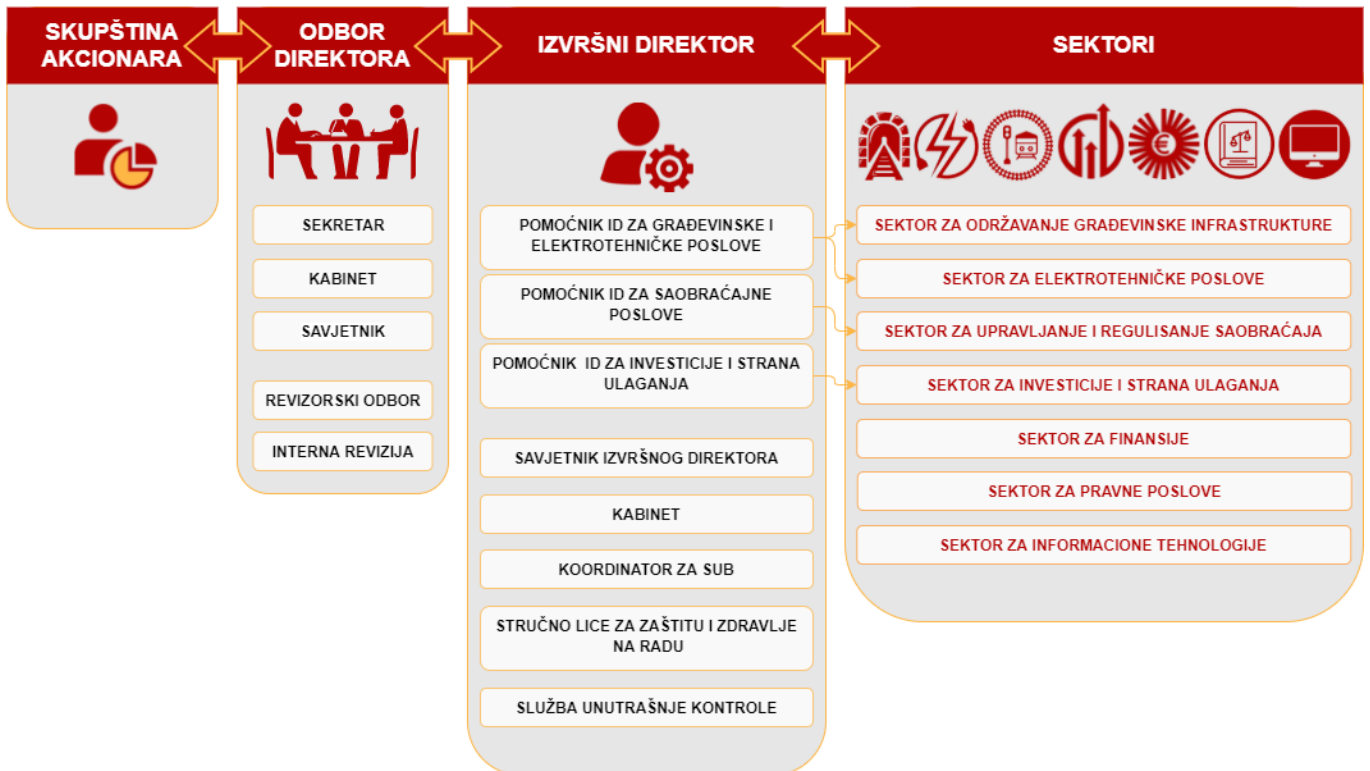 SKUPŠTINA
AKCIONARA
ODBOR
DIREKTORA
SEKRETAR
KABINET
SAVJETNIK
REVIZORSKI ODBOR
INTERNA REVIZIJA
IZVRŠNI DIREKTOR
POMOĆNIK ID ZA GRAĐEVINSKE I
ELEKTROTEHNIČKE POSLOVE
POMOĆNIK ID ZA SAOBRAĆAJNE
POSLOVE
POMOĆNIK ID ZA INVESTICIJE I STRANA
ULAGANJA
SAVJETNIK IZVRŠNOG DIREKTORA
KABINET
KOORDINATOR ZA SUB
STRUČNO LICE ZA ZAŠTITU I ZDRAVLJE
NA RADU
SLUŽBA UNUTRAŠNJE KONTROLE
SEKTORI
€
SEKTOR ZA ODRŽAVANJE GRAĐEVINSKE INFRASTRUKTURE
SEKTOR ZA ELEKTROTEHNIČKE POSLOVE
SEKTOR ZA UPRAVLJANJE I REGULISANJE SAOBRAĆAJA
SEKTOR ZA INVESTICIJE I STRANA ULAGANJA
SEKTOR ZA FINANSIJE
SEKTOR ZA PRAVNE POSLOVE
SEKTOR ZA INFORMACIONE TEHNOLOGIJE